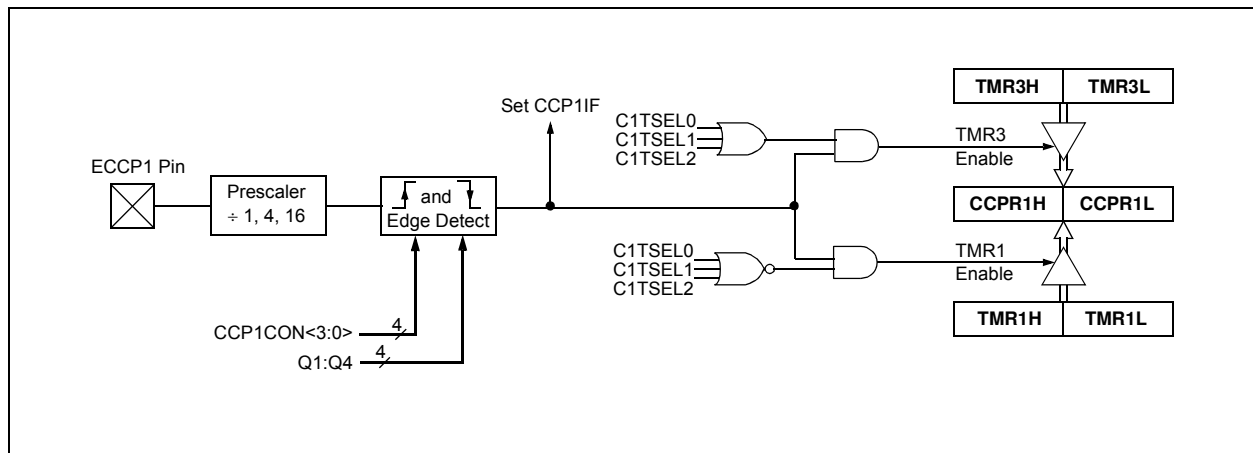 TMR3H TMR3L
Set CCP1IF
C1TSEL0
C1TSEL1
C1TSEL2
TMR3
Enable
ECCP1 Pin
Prescaler
÷ 1, 4, 16
and
Edge Detect
CCPR1H CCPR1L
C1TSEL0
C1TSEL1
C1TSEL2
TMR1
Enable
TMR1H TMR1L
CCP1CON<3:0> 4
Q1:Q4 4